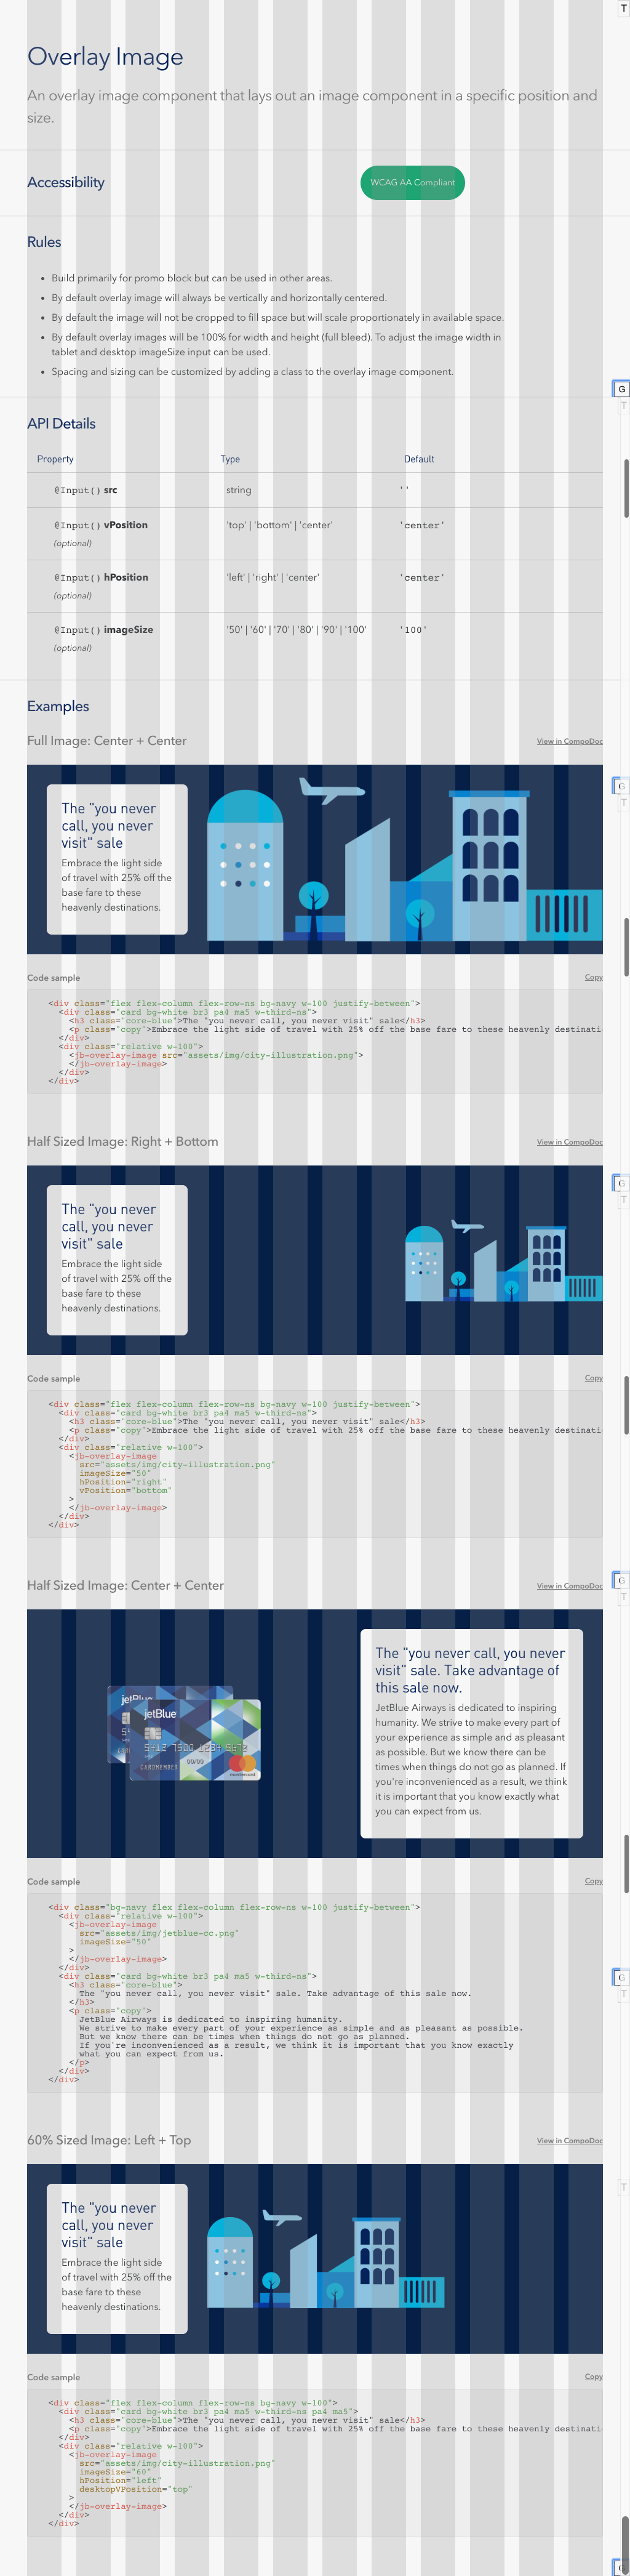 T
Overlay Image
An overlay image component that lays out an image component in a specific position and
size.
Accessibility
WCAG AA Compliant
Rules
• Build primarily for promo block but can be used in other areas.
• By default overlay image will always be vertically and horizontally centered.
• By default the image will not be cropped to fill space but will scale proportionately in available space.
• By default overlay images will be 100% for width and height (full bleed). To adjust the image width in
tablet and desktop imageSize input can be used.
• Spacing and sizing can be customized by adding a class to the overlay image component.
G
T
API Details
Property Type Default
@Input() src string ''
@Input() vPosition 'top' | 'bottom' | 'center' 'center'
(optional)
@Input() hPosition 'left' | 'right' | 'center' 'center'
(optional)
@Input() imageSize '50' | '60' | '70' | '80' | '90' | '100' '100'
(optional)
Examples
Full Image: Center + Center View in CompoDoc
G
T
The "you never
call, you never
visit" sale
Embrace the light side
of travel with 25% off the
base fare to these
heavenly destinations.
Code sample Copy
<div class="flex flex-column flex-row-ns bg-navy w-100 justify-between">
<div class="card bg-white br3 pa4 ma5 w-third-ns">
<h3 class="core-blue">The "you never call, you never visit" sale</h3>
<p class="copy">Embrace the light side of travel with 25% off the base fare to these heavenly destinatio
</div>
<div class="relative w-100">
<jb-overlay-image src="assets/img/city-illustration.png">
</jb-overlay-image>
</div>
</div>
Half Sized Image: Right + Bottom View in CompoDoc
G
T
The "you never
call, you never
visit" sale
Embrace the light side
of travel with 25% off the
base fare to these
heavenly destinations.
Code sample Copy
<div class="flex flex-column flex-row-ns bg-navy w-100 justify-between">
<div class="card bg-white br3 pa4 ma5 w-third-ns">
<h3 class="core-blue">The "you never call, you never visit" sale</h3>
<p class="copy">Embrace the light side of travel with 25% off the base fare to these heavenly destinatio
</div>
<div class="relative w-100">
<jb-overlay-image
src="assets/img/city-illustration.png"
imageSize="50"
hPosition="right"
vPosition="bottom"
>
</jb-overlay-image>
</div>
</div>
Half Sized Image: Center + Center View in CompoDoc
G
T
jetBlue
jetBlue
CARDMEMBER
mastercard
The "you never call, you never
visit" sale. Take advantage of
this sale now.
JetBlue Airways is dedicated to inspiring
humanity. We strive to make every part of
your experience as simple and as pleasant
as possible. But we know there can be
times when things do not go as planned. If
you're inconvenienced as a result, we think
it is important that you know exactly what
you can expect from us.
Code sample Copy
<div class="bg-navy flex flex-column flex-row-ns w-100 justify-between">
<div class="relative w-100">
<jb-overlay-image
src="assets/img/jetblue-cc.png"
imageSize="50"
>
</jb-overlay-image>
</div>
<div class="card bg-white br3 pa4 ma5 w-third-ns">
<h3 class="core-blue">
The "you never call, you never visit" sale. Take advantage of this sale now.
</h3>
<p class="copy">
JetBlue Airways is dedicated to inspiring humanity.
We strive to make every part of your experience as simple and as pleasant as possible.
But we know there can be times when things do not go as planned.
If you're inconvenienced as a result, we think it is important that you know exactly
what you can expect from us.
</p>
</div>
</div>
G
T
60% Sized Image: Left + Top View in CompoDoc
T
The "you never
call, you never
visit" sale
Embrace the light side
of travel with 25% off the
base fare to these
heavenly destinations.
Code sample Copy
<div class="flex flex-column flex-row-ns bg-navy w-100">
<div class="card bg-white br3 pa4 ma5 w-third-ns pa4 ma5">
<h3 class="core-blue">The "you never call, you never visit" sale</h3>
<p class="copy">Embrace the light side of travel with 25% off the base fare to these heavenly destinatio
</div>
<div class="relative w-100">
<jb-overlay-image
src="assets/img/city-illustration.png"
imageSize="60"
hPosition="left"
desktopVPosition="top"
>
</jb-overlay-image>
</div>
</div>